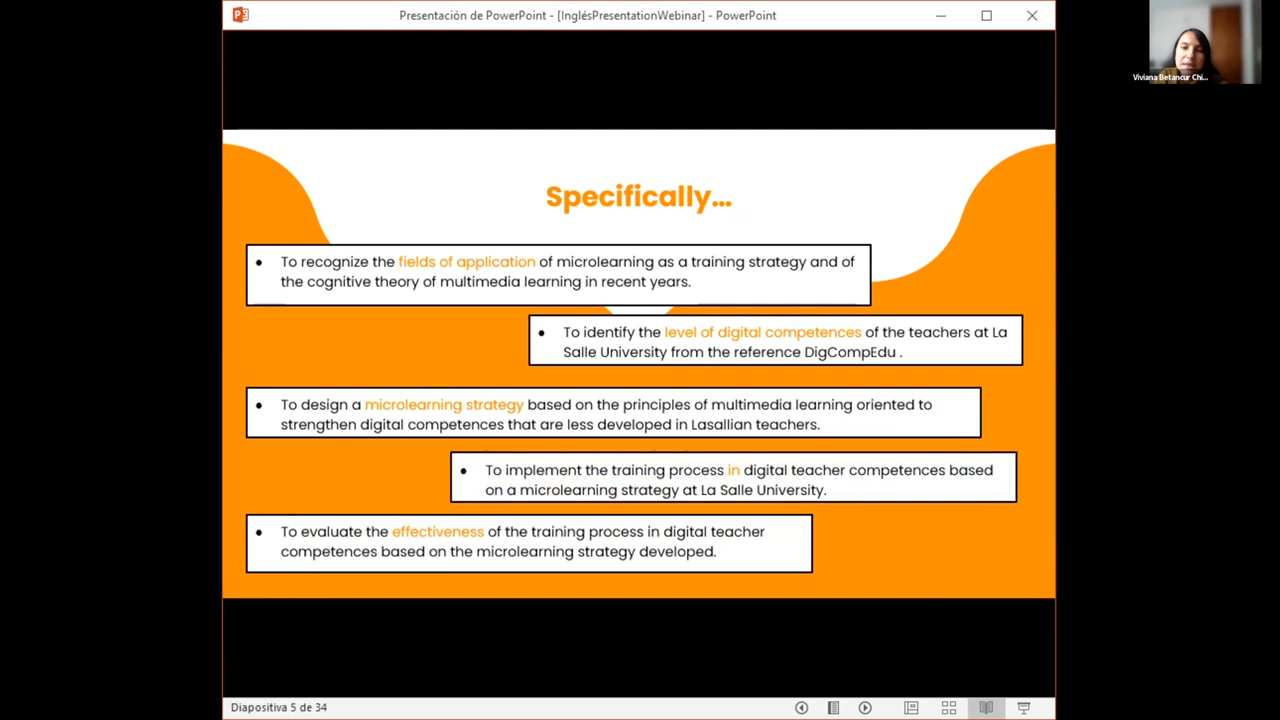 Presentación de PowerPoint - [InglésPresentationWebinar] - PowerPoint
Viviana Betancur Chi...
Specifically...
• To recognize the fields of application of microlearning as a training strategy and of
the cognitive theory of multimedia learning in recent years.
• To identify the level of digital competences of the teachers at La
Salle University from the reference DigCompEdu .
• To design a microlearning strategy based on the principles of multimedia learning oriented to
strengthen digital competences that are less developed in Lasallian teachers.
• To implement the training process in digital teacher competences based
on a microlearning strategy at La Salle University.
• To evaluate the effectiveness of the training process in digital teacher
competences based on the microlearning strategy developed.
Diapositiva 5 de 34